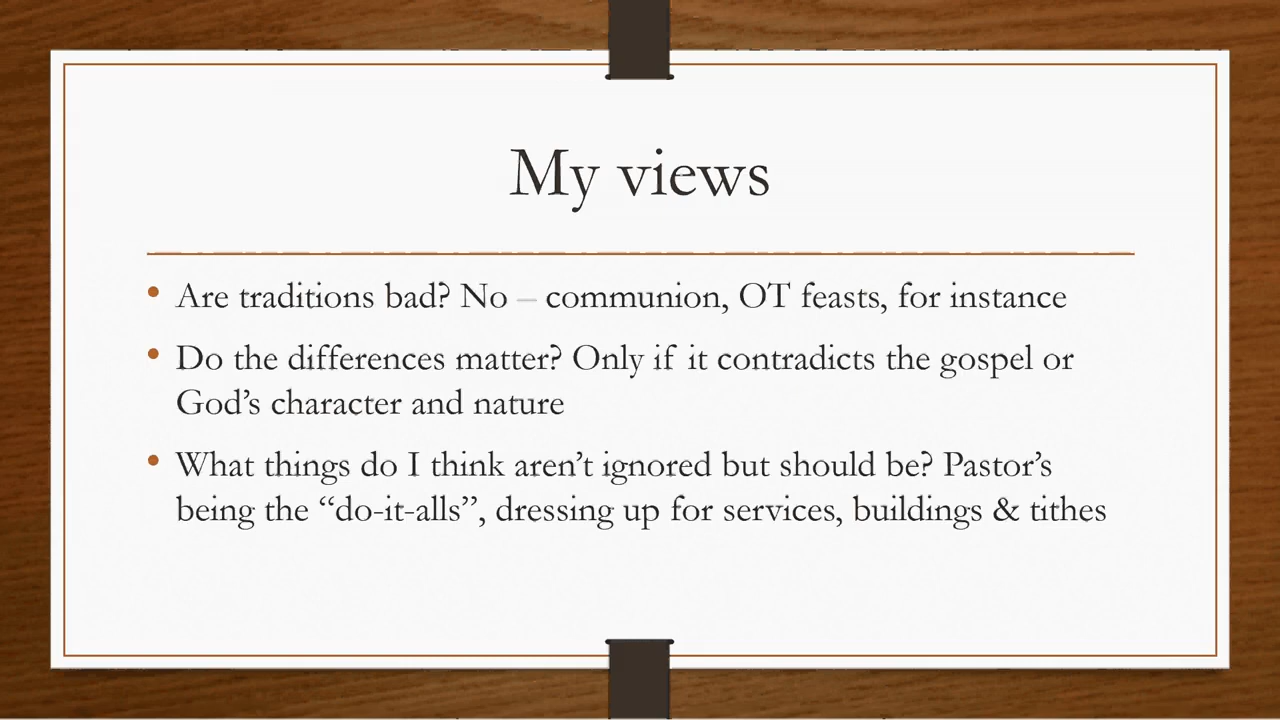 My views
• Are traditions bad? No – communion, OT feasts, for instance
• Do the differences matter? Only if it contradicts the gospel or
God’s character and nature
• What things do I think aren’t ignored but should be? Pastor’s
being the “do-it-alls”, dressing up for services, buildings & tithes